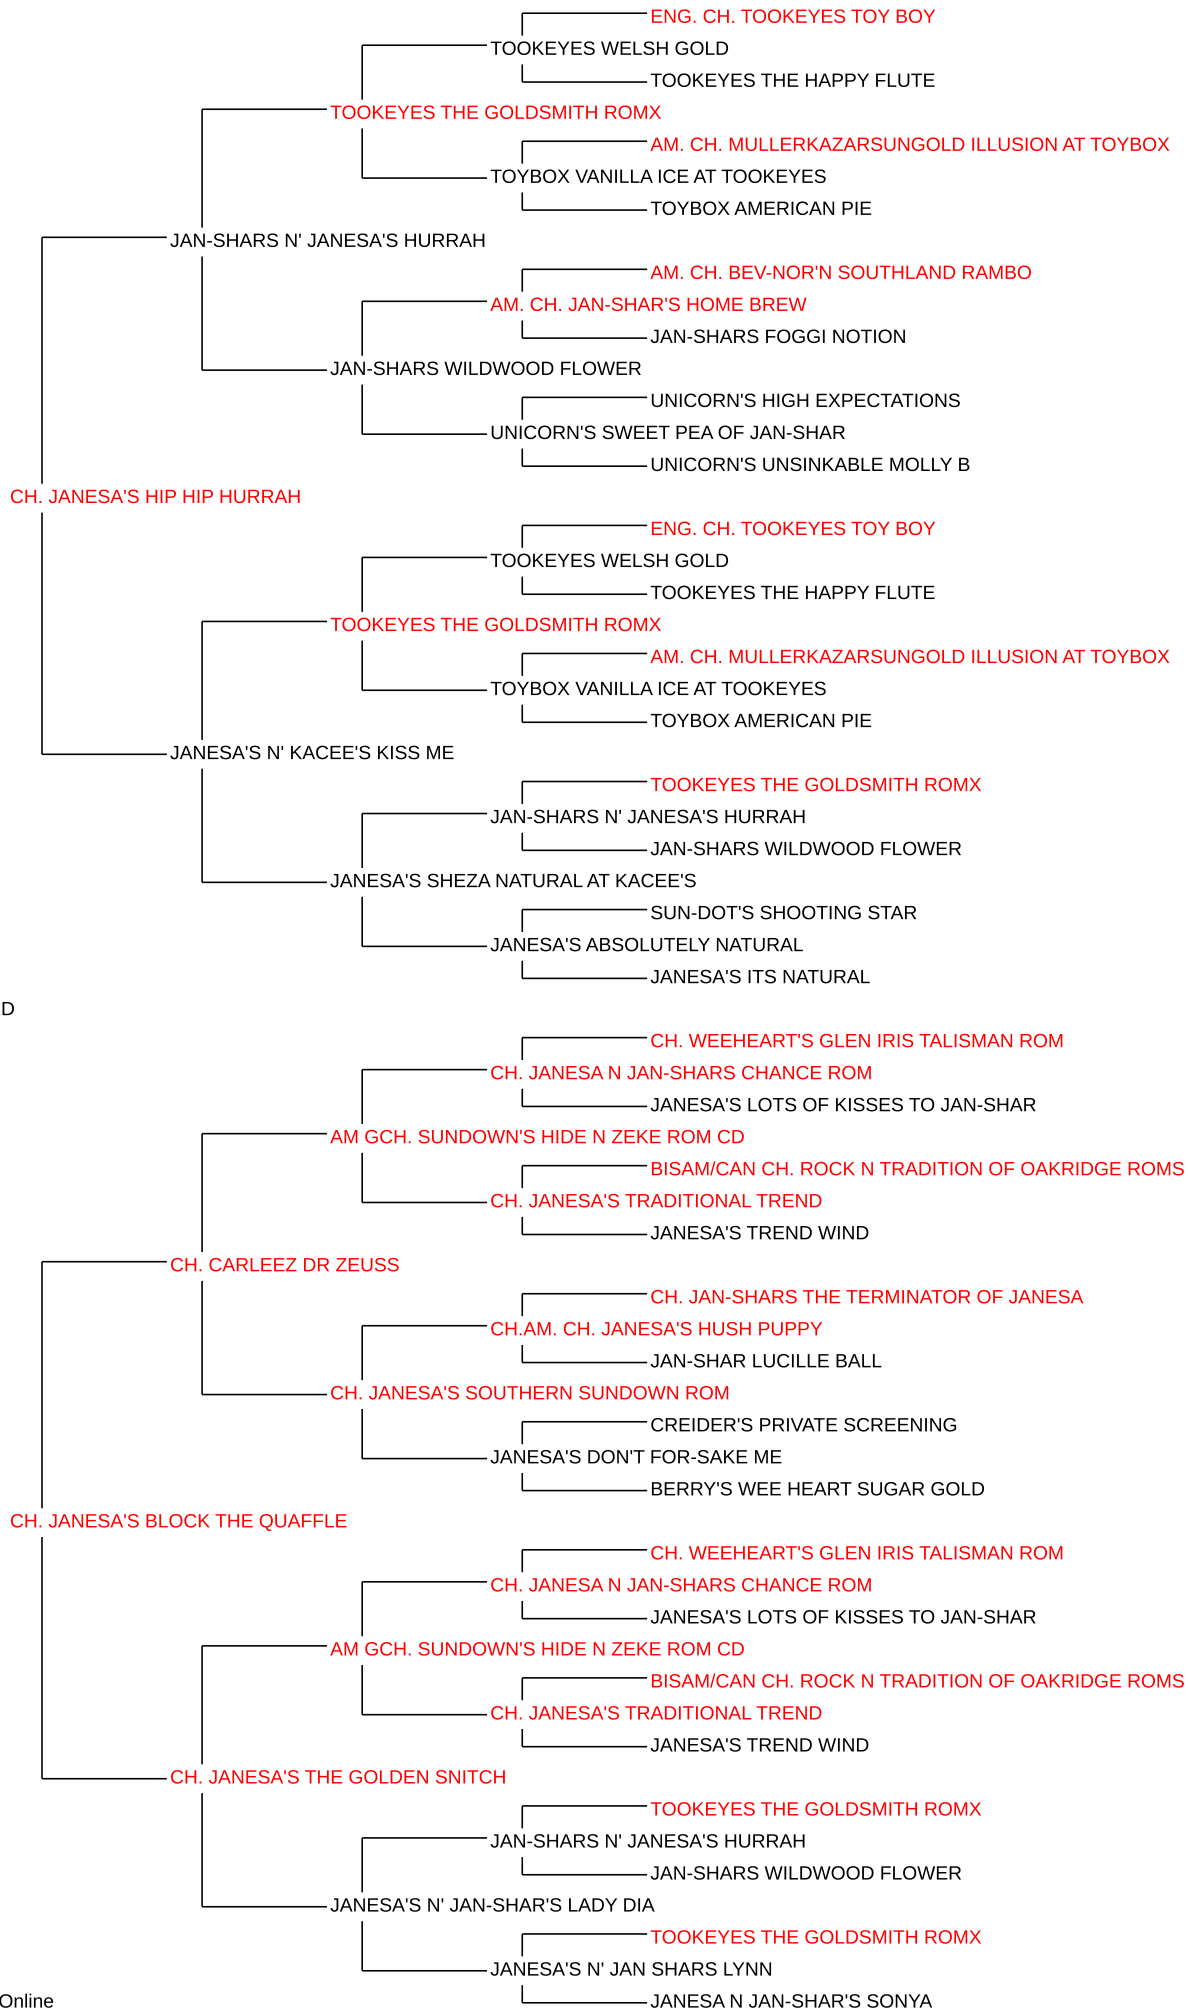 ENG. CH. TOOKEYES TOY BOY
TOOKEYES WELSH GOLD
TOOKEYES THE HAPPY FLUTE
TOOKEYES THE GOLDSMITH ROMX
AM. CH. MULLERKAZARSUNGOLD ILLUSION AT TOYBOX
TOYBOX VANILLA ICE AT TOOKEYES
TOYBOX AMERICAN PIE
JAN-SHARS N' JANESA'S HURRAH
AM. CH. BEV-NOR'N SOUTHLAND RAMBO
AM. CH. JAN-SHAR'S HOME BREW
JAN-SHARS FOGGI NOTION
JAN-SHARS WILDWOOD FLOWER
UNICORN'S HIGH EXPECTATIONS
UNICORN'S SWEET PEA OF JAN-SHAR
UNICORN'S UNSINKABLE MOLLY B
CH. JANESA'S HIP HIP HURRAH
ENG. CH. TOOKEYES TOY BOY
TOOKEYES WELSH GOLD
TOOKEYES THE HAPPY FLUTE
TOOKEYES THE GOLDSMITH ROMX
AM. CH. MULLERKAZARSUNGOLD ILLUSION AT TOYBOX
TOYBOX VANILLA ICE AT TOOKEYES
TOYBOX AMERICAN PIE
JANESA'S N' KACEE'S KISS ME
TOOKEYES THE GOLDSMITH ROMX
JAN-SHARS N' JANESA'S HURRAH
JAN-SHARS WILDWOOD FLOWER
JANESA'S SHEZA NATURAL AT KACEE'S
SUN-DOT'S SHOOTING STAR
JANESA'S ABSOLUTELY NATURAL
JANESA'S ITS NATURAL
D
CH. WEEHEART'S GLEN IRIS TALISMAN ROM
CH. JANESA N JAN-SHARS CHANCE ROM
JANESA'S LOTS OF KISSES TO JAN-SHAR
AM GCH. SUNDOWN'S HIDE N ZEKE ROM CD
BISAM/CAN CH. ROCK N TRADITION OF OAKRIDGE ROMS
CH. JANESA'S TRADITIONAL TREND
JANESA'S TREND WIND
CH. CARLEEZ DR ZEUSS
CH. JAN-SHARS THE TERMINATOR OF JANESA
CH.AM. CH. JANESA'S HUSH PUPPY
JAN-SHAR LUCILLE BALL
CH. JANESA'S SOUTHERN SUNDOWN ROM
CREIDER'S PRIVATE SCREENING
JANESA'S DON'T FOR-SAKE ME
BERRY'S WEE HEART SUGAR GOLD
CH. JANESA'S BLOCK THE QUAFFLE
CH. WEEHEART'S GLEN IRIS TALISMAN ROM
CH. JANESA N JAN-SHARS CHANCE ROM
JANESA'S LOTS OF KISSES TO JAN-SHAR
AM GCH. SUNDOWN'S HIDE N ZEKE ROM CD
BISAM/CAN CH. ROCK N TRADITION OF OAKRIDGE ROMS
CH. JANESA'S TRADITIONAL TREND
JANESA'S TREND WIND
CH. JANESA'S THE GOLDEN SNITCH
TOOKEYES THE GOLDSMITH ROMX
JAN-SHARS N' JANESA'S HURRAH
JAN-SHARS WILDWOOD FLOWER
JANESA'S N' JAN-SHAR'S LADY DIA
TOOKEYES THE GOLDSMITH ROMX
JANESA'S N' JAN SHARS LYNN
JANESA N JAN-SHAR'S SONYA
Online